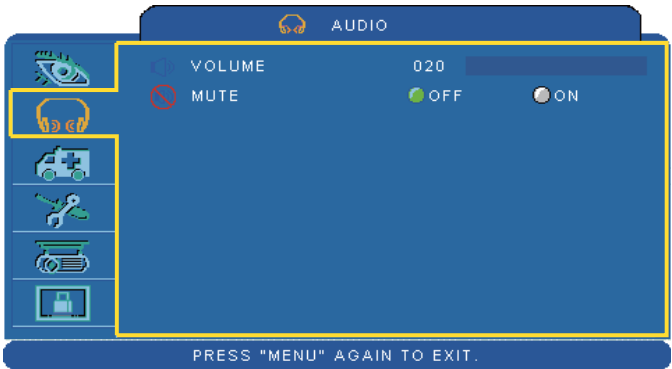 AUDIO
VOLUME 020
MUTE OFF ON
PRESS "MENU" AGAIN TO EXIT.